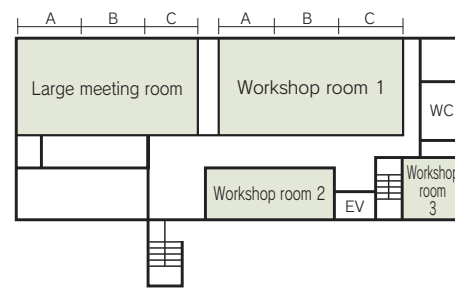 A B C A B C
Large meeting room
Workshop room 1
WC
Workshop room 2
EV
Workshop
room
3